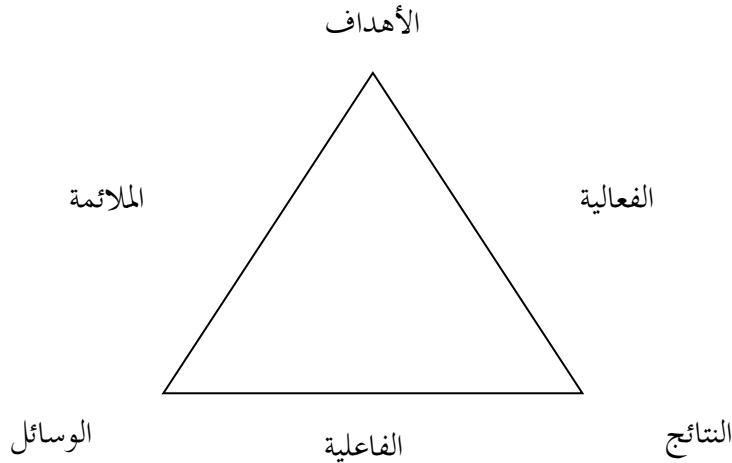 الأهداف
الفعالية
الملائمة
النتائج
الفاعلية
الوسائل